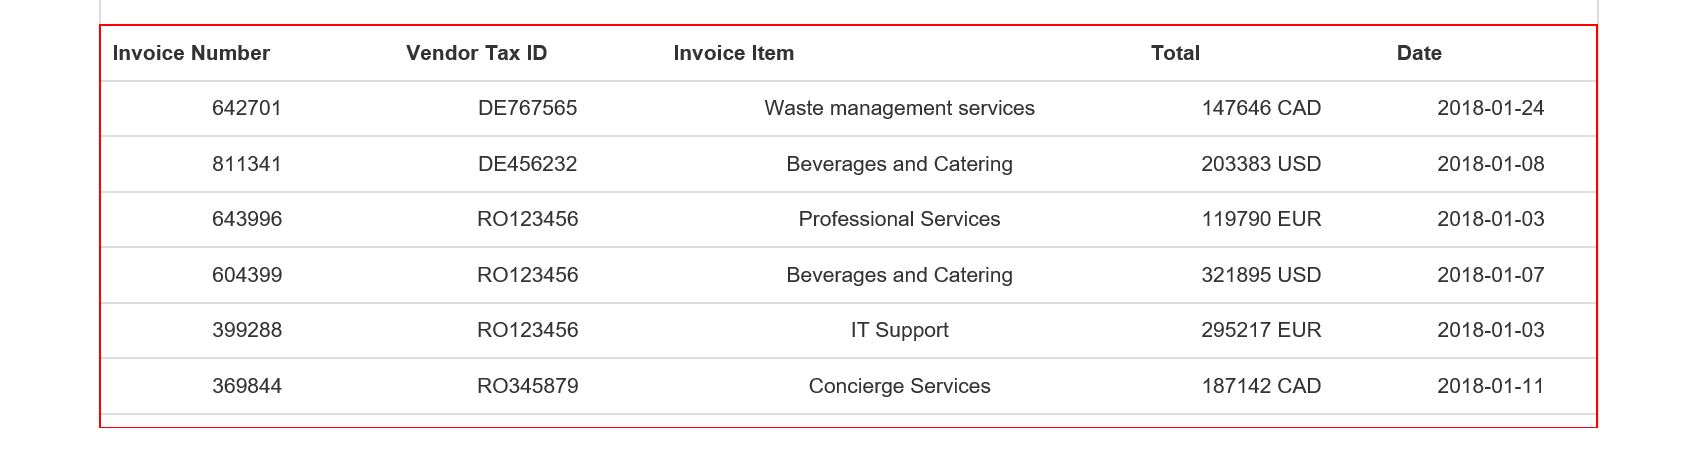 Invoice Number Vendor Tax ID Invoice Item Total Date
642701 DE767565 Waste management services 147646 CAD 2018-01-24
811341 DE456232 Beverages and Catering 203383 USD 2018-01-08
643996 RO123456 Professional Services 119790 EUR 2018-01-03
604399 RO123456 Beverages and Catering 321895 USD 2018-01-07
399288 RO123456 IT Support 295217 EUR 2018-01-03
369844 RO345879 Concierge Services 187142 CAD 2018-01-11